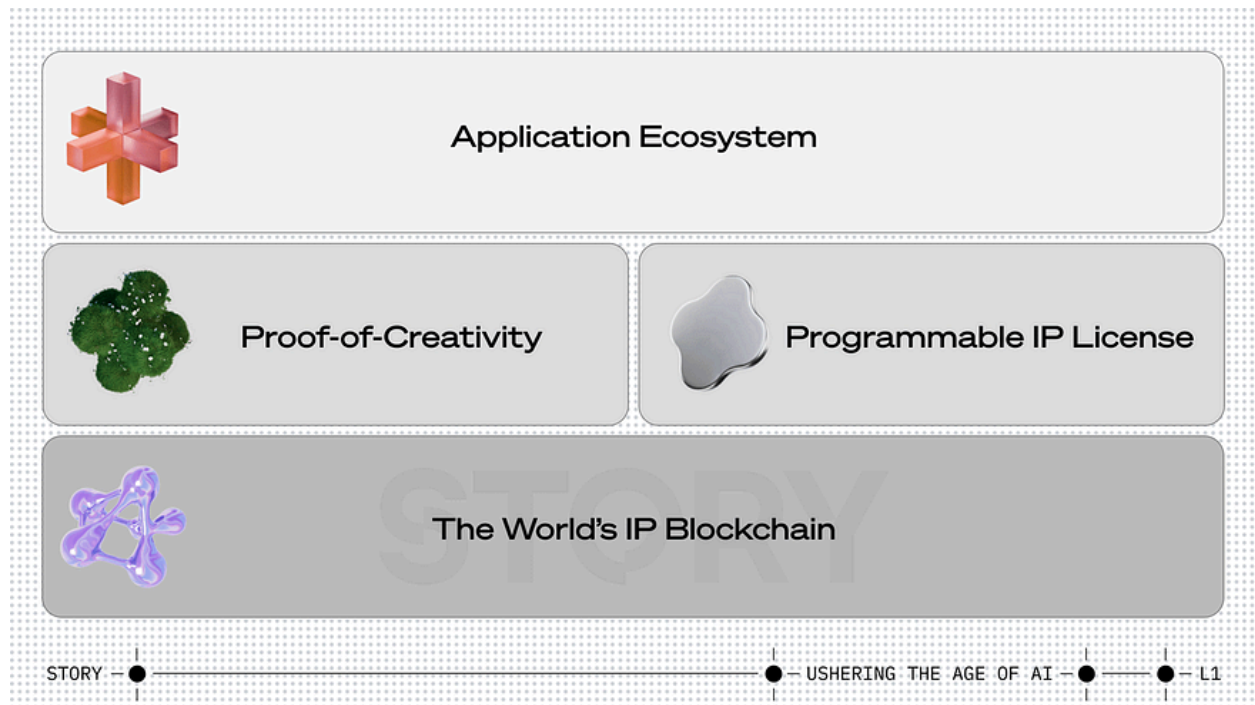 Application Ecosystem
Proof-of-Creativity
Programmable IP License
STORY
The World’s IP Blockchain
STORY
USHERING THE AGE OF AI
L1